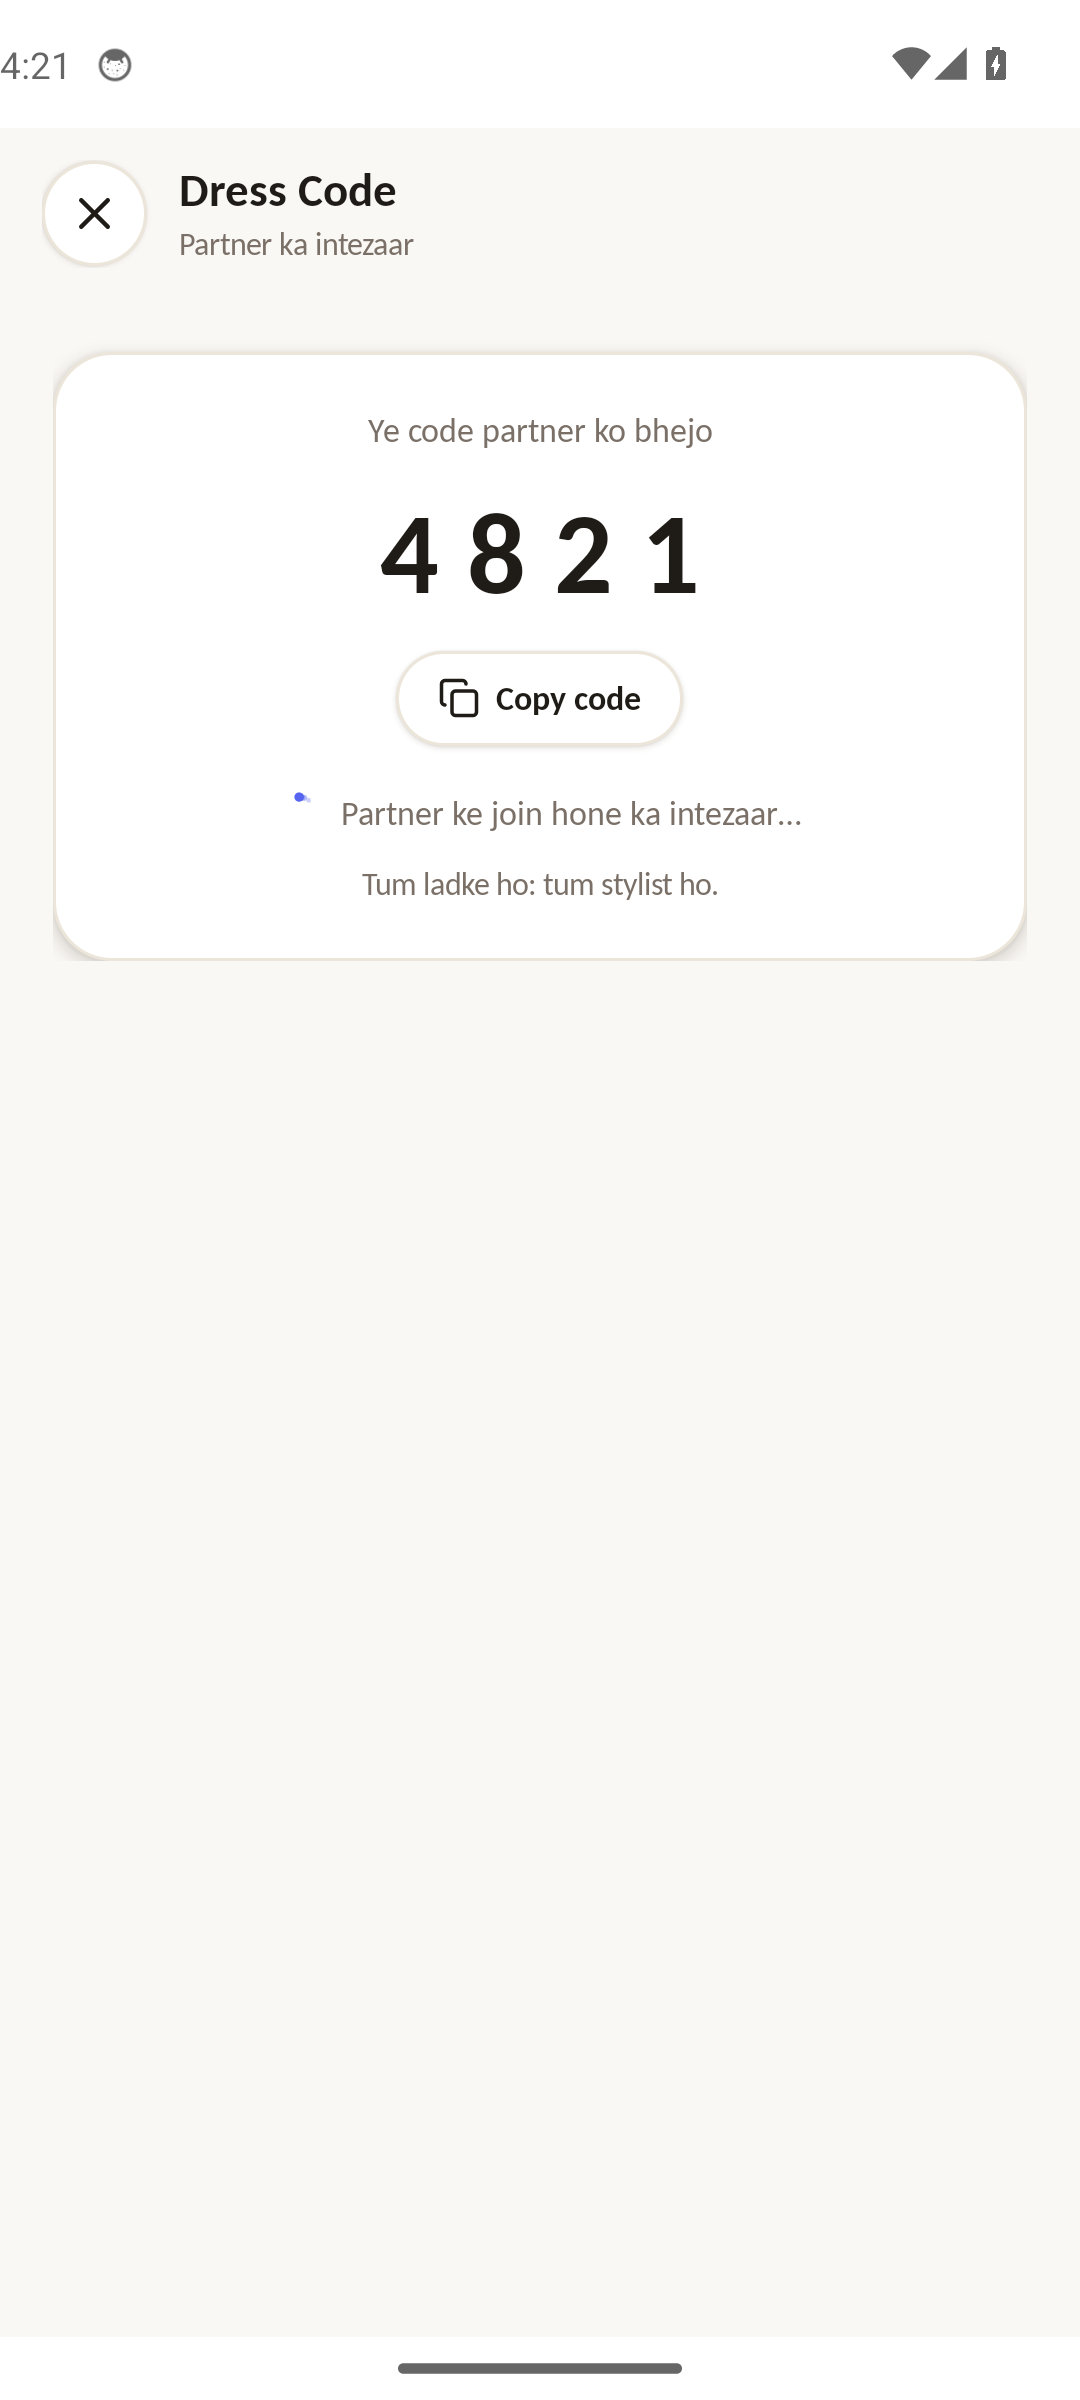 4:21
Dress Code
Partner ka intezaar
Ye code partner ko bhejo
4 8 2 1
Copy code
Partner ke join hone ka intezaar...
Tum ladke ho: tum stylist ho.